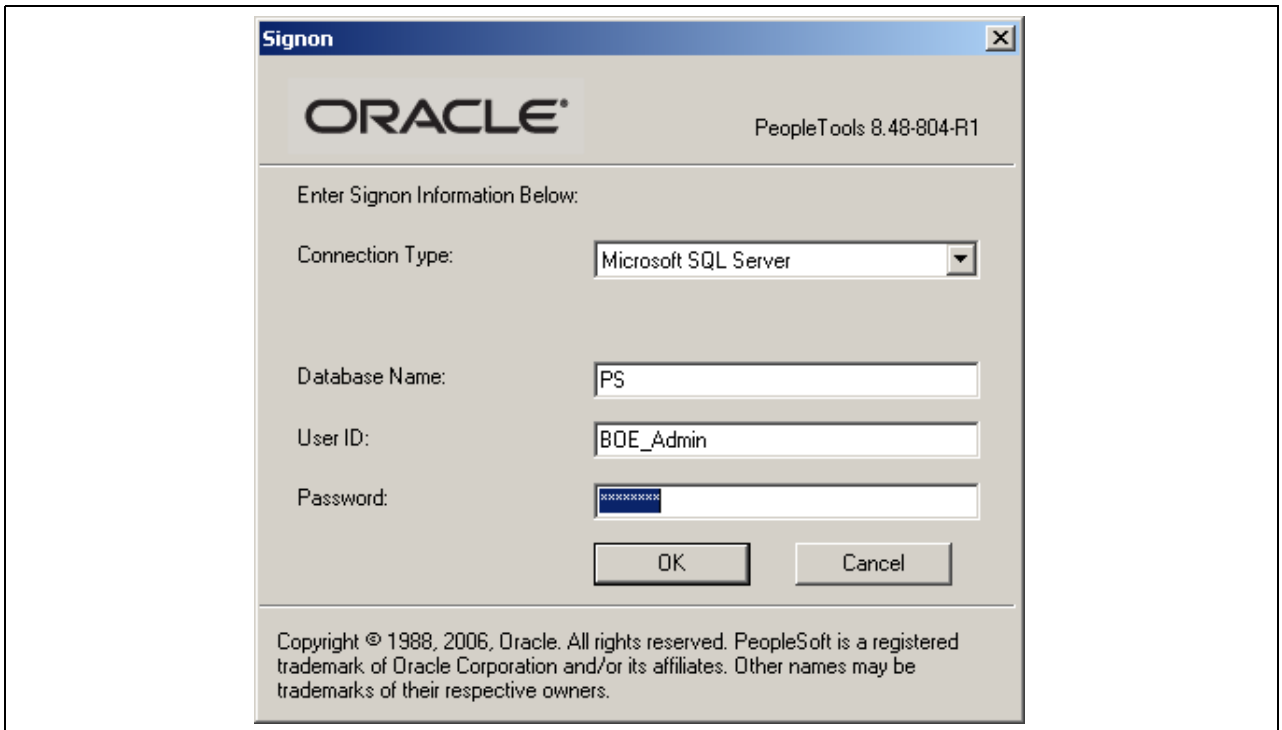 Signon
ORACLE®
PeopleTools 8.48-804-R1
Enter Signon Information Below:
Connection Type: Microsoft SQL Server
Database Name: PS
User ID: BOE_Admin
Password: ********
OK Cancel
Copyright © 1988, 2006, Oracle. All rights reserved. PeopleSoft is a registered
trademark of Oracle Corporation and/or its affiliates. Other names may be
trademarks of their respective owners.